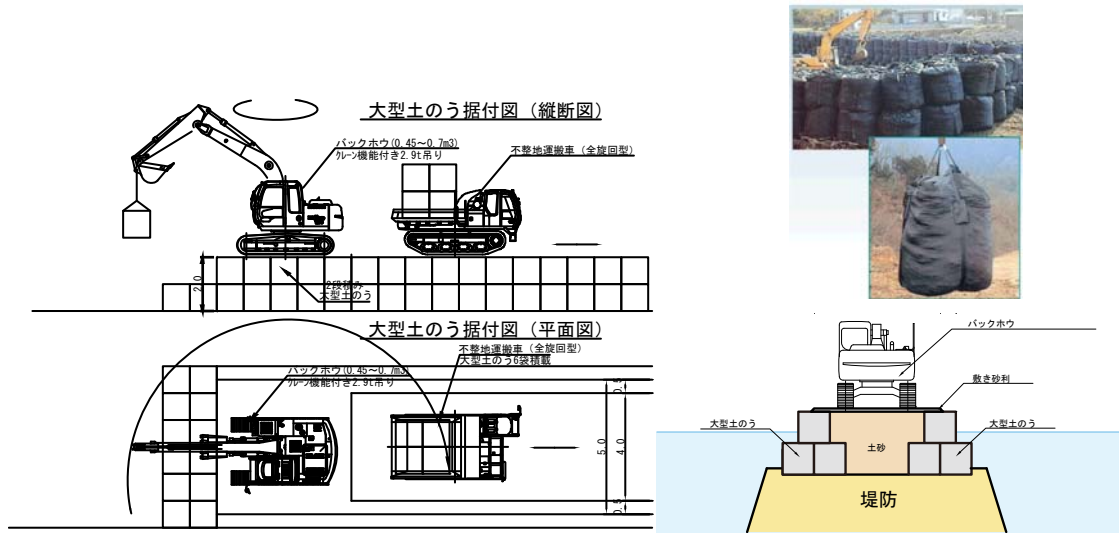 大型土のう据付図（縦断図）
バックホウ(0.45～0.7m3)
クレーン機能付き2.9t吊り
不整地運搬車（全旋回型）
2.0
2段積み
大型土のう
大型土のう据付図（平面図）
不整地運搬車（全旋回型）
大型土のう6袋積載
バックホウ(0.45～0.7m3)
クレーン機能付き2.9t吊り
0.5
5.0
4.0
0.5
バックホウ
敷き砂利
大型土のう
大型土のう
土砂
堤防